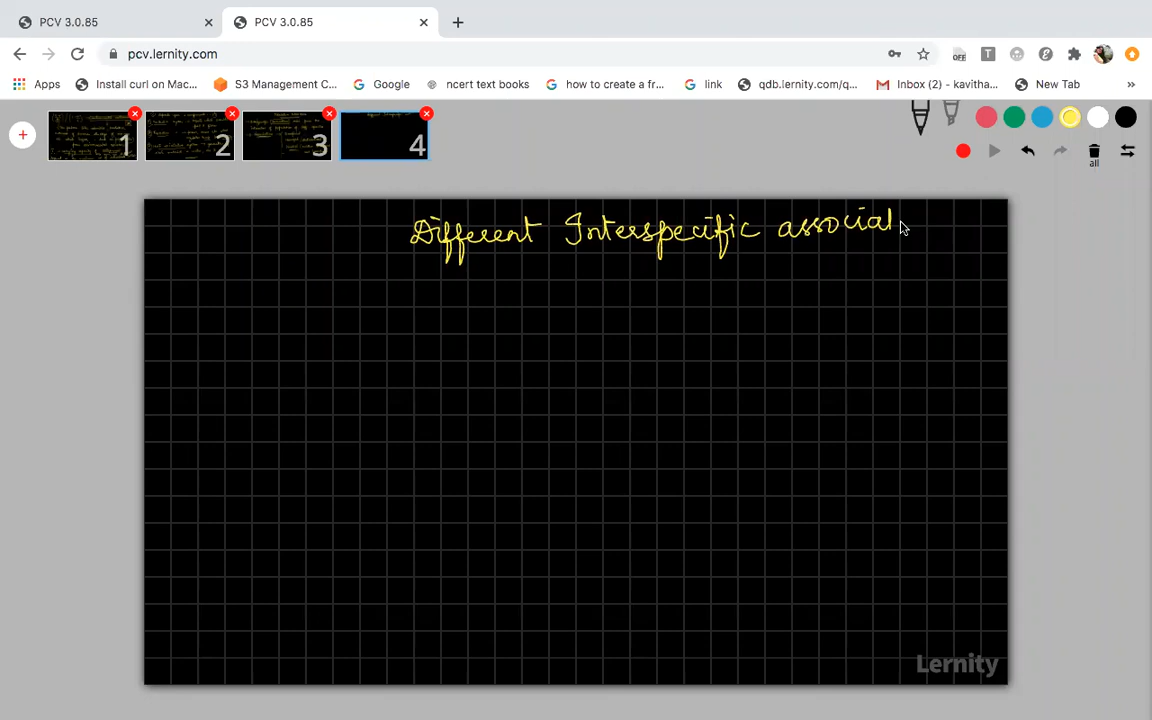 PCV 3.0.85
PCV 3.0.85
pcv.lernity.com
OFF
T
Apps
Install curl on Mac...
S3 Management C...
Google
ncert text books
how to create a fr...
link
qdb.lernity.com/q...
Inbox (2) – kavitha...
New Tab
»
1
2
3
4
all
Different Interspecific associat
Lernity